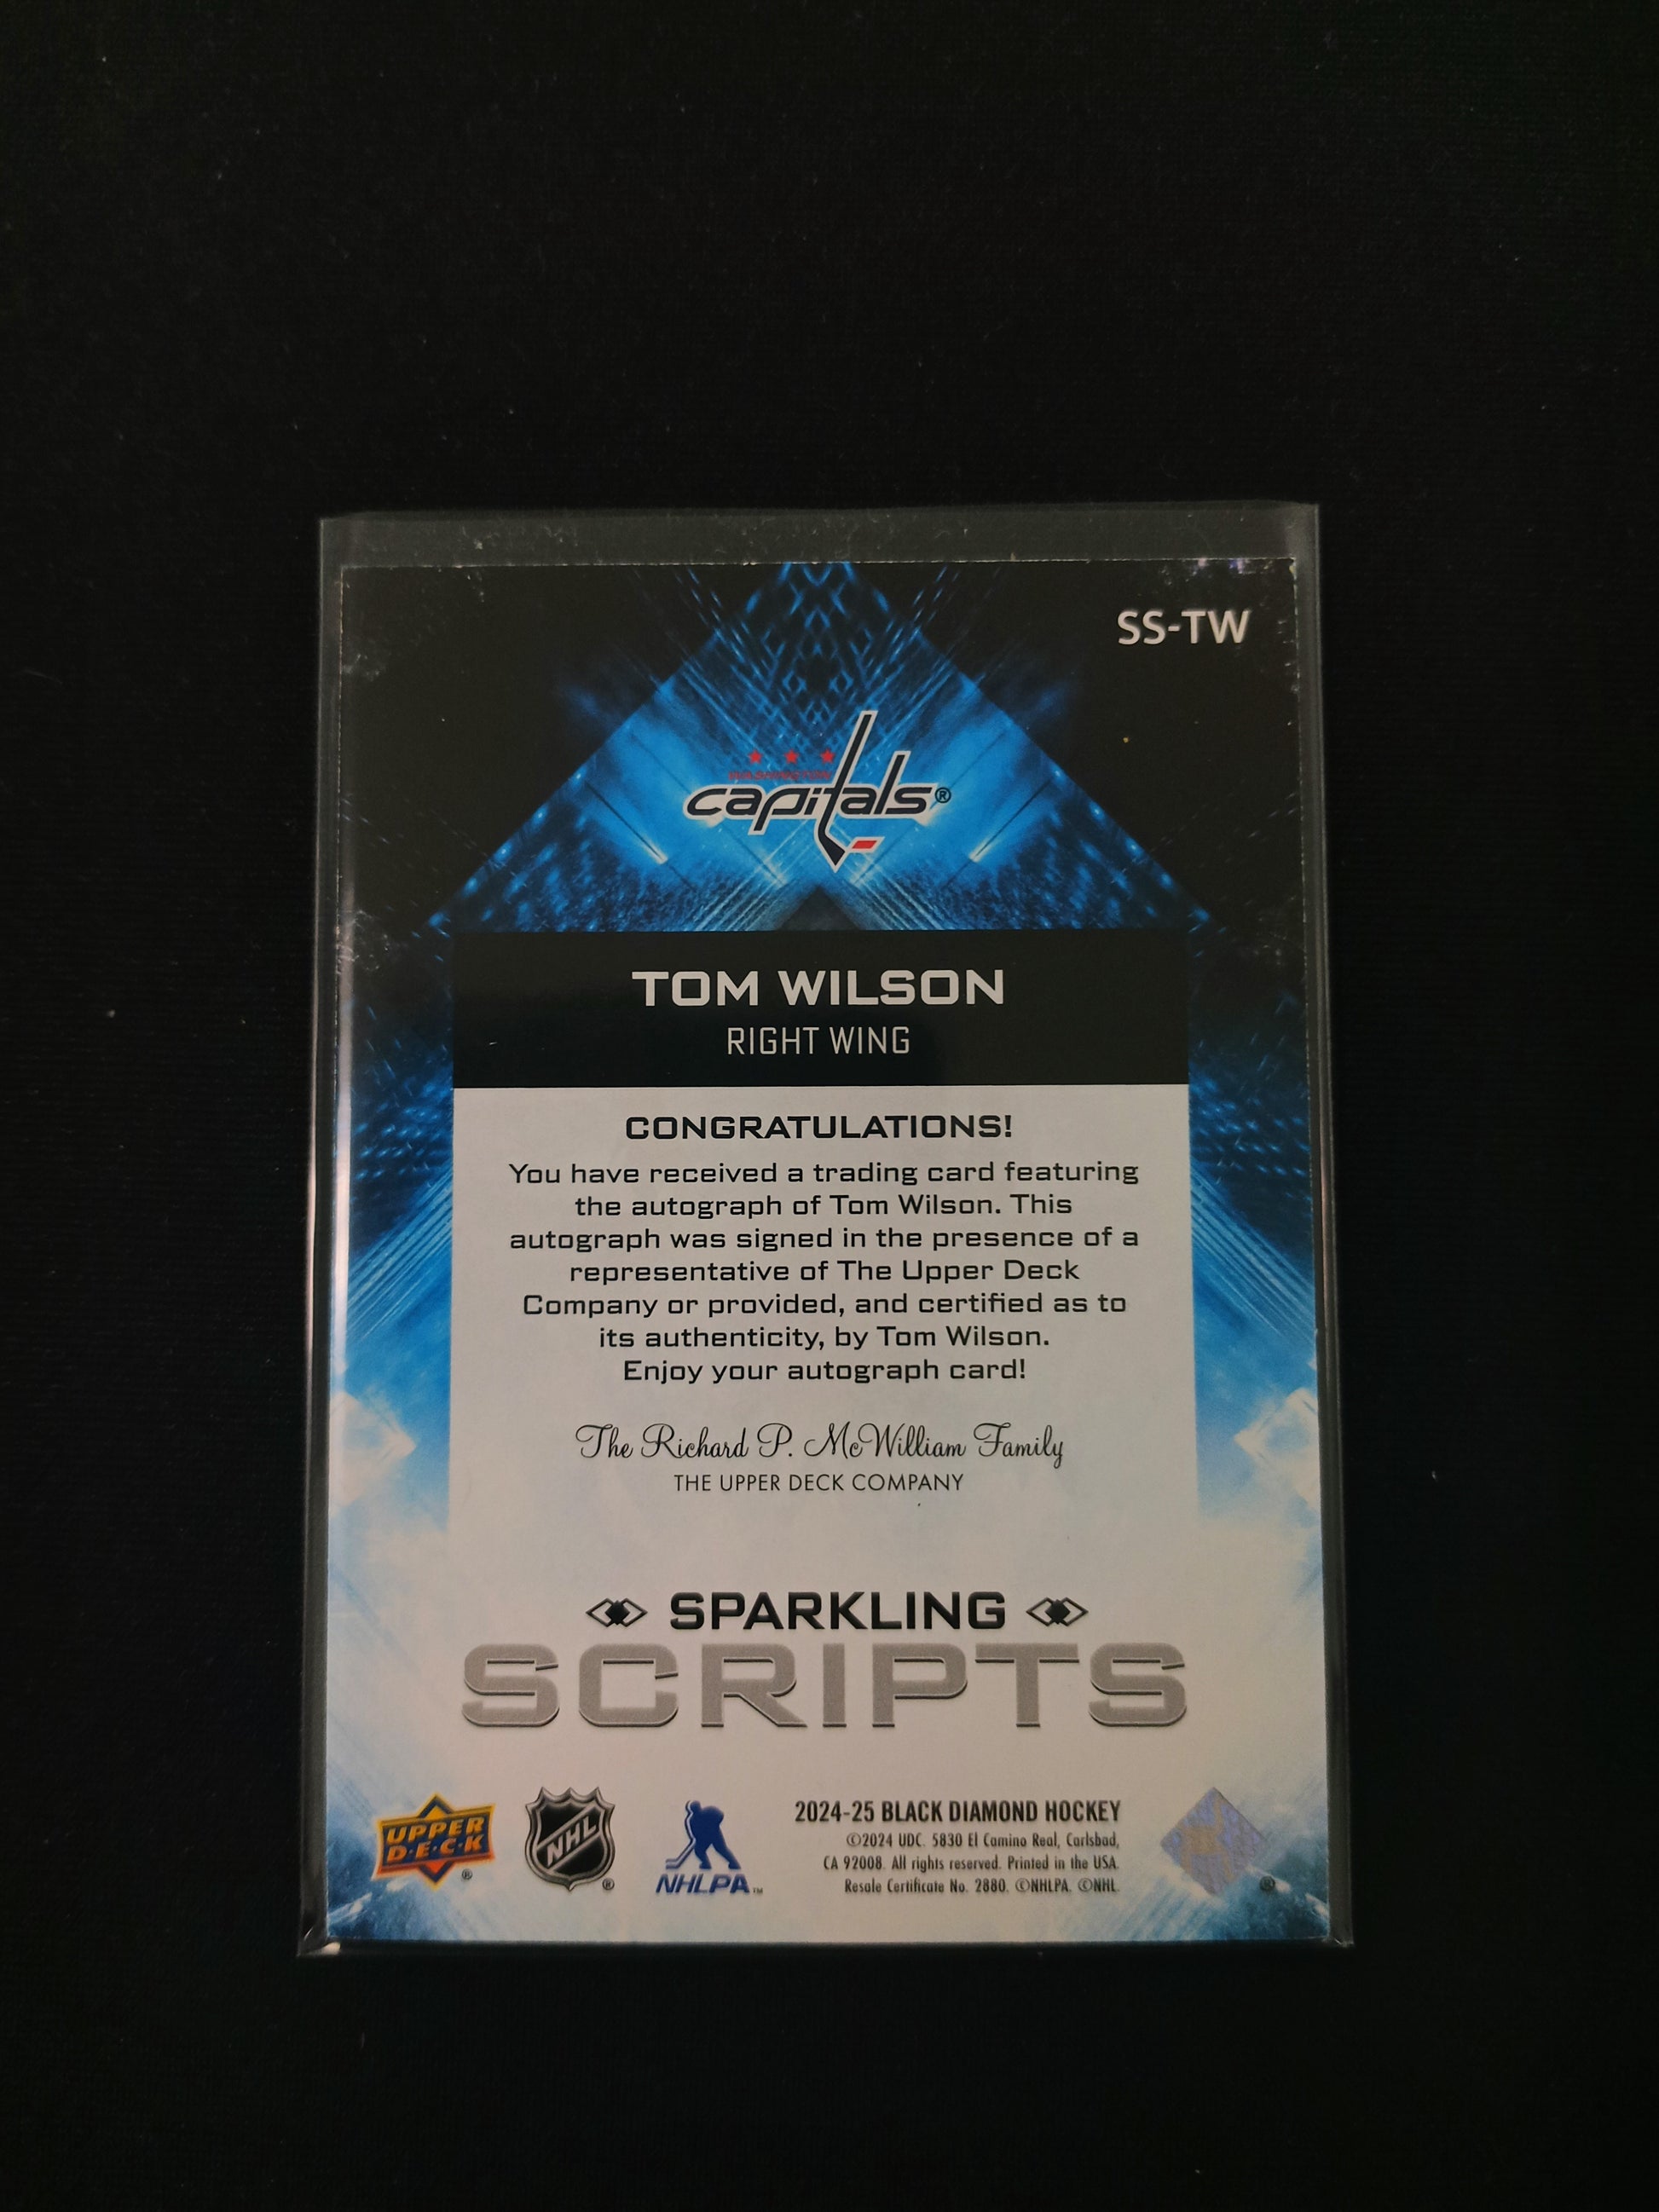 SS-TW
WASHINGTON
capitals®
TOM WILSON
RIGHT WING
CONGRATULATIONS!
You have received a trading card featuring
the autograph of Tom Wilson. This
autograph was signed in the presence of a
representative of The Upper Deck
Company or provided, and certified as to
its authenticity, by Tom Wilson.
Enjoy your autograph card!
The Richard P. McWilliam Family
THE UPPER DECK COMPANY
SPARKLING
SCRIPTS
UPPER
D·E·C·K
®
NHL
®
NHLPA™
2024-25 BLACK DIAMOND HOCKEY
©2024 UDC. 5830 El Camino Real, Carlsbad,
CA 92008. All rights reserved. Printed in the USA.
Resale Certificate No. 2880. ©NHLPA. ©NHL.
®